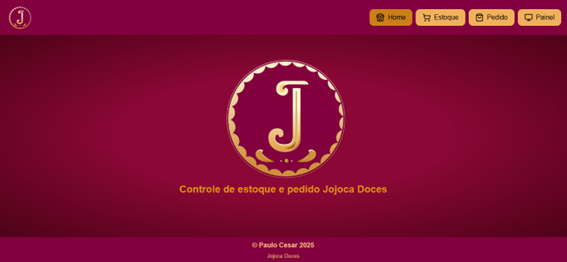 J
Home Estoque Pedido Painel
J
Controle de estoque e pedido Jojoca Doces
© Paulo Cesar 2025
Jojoca Doces